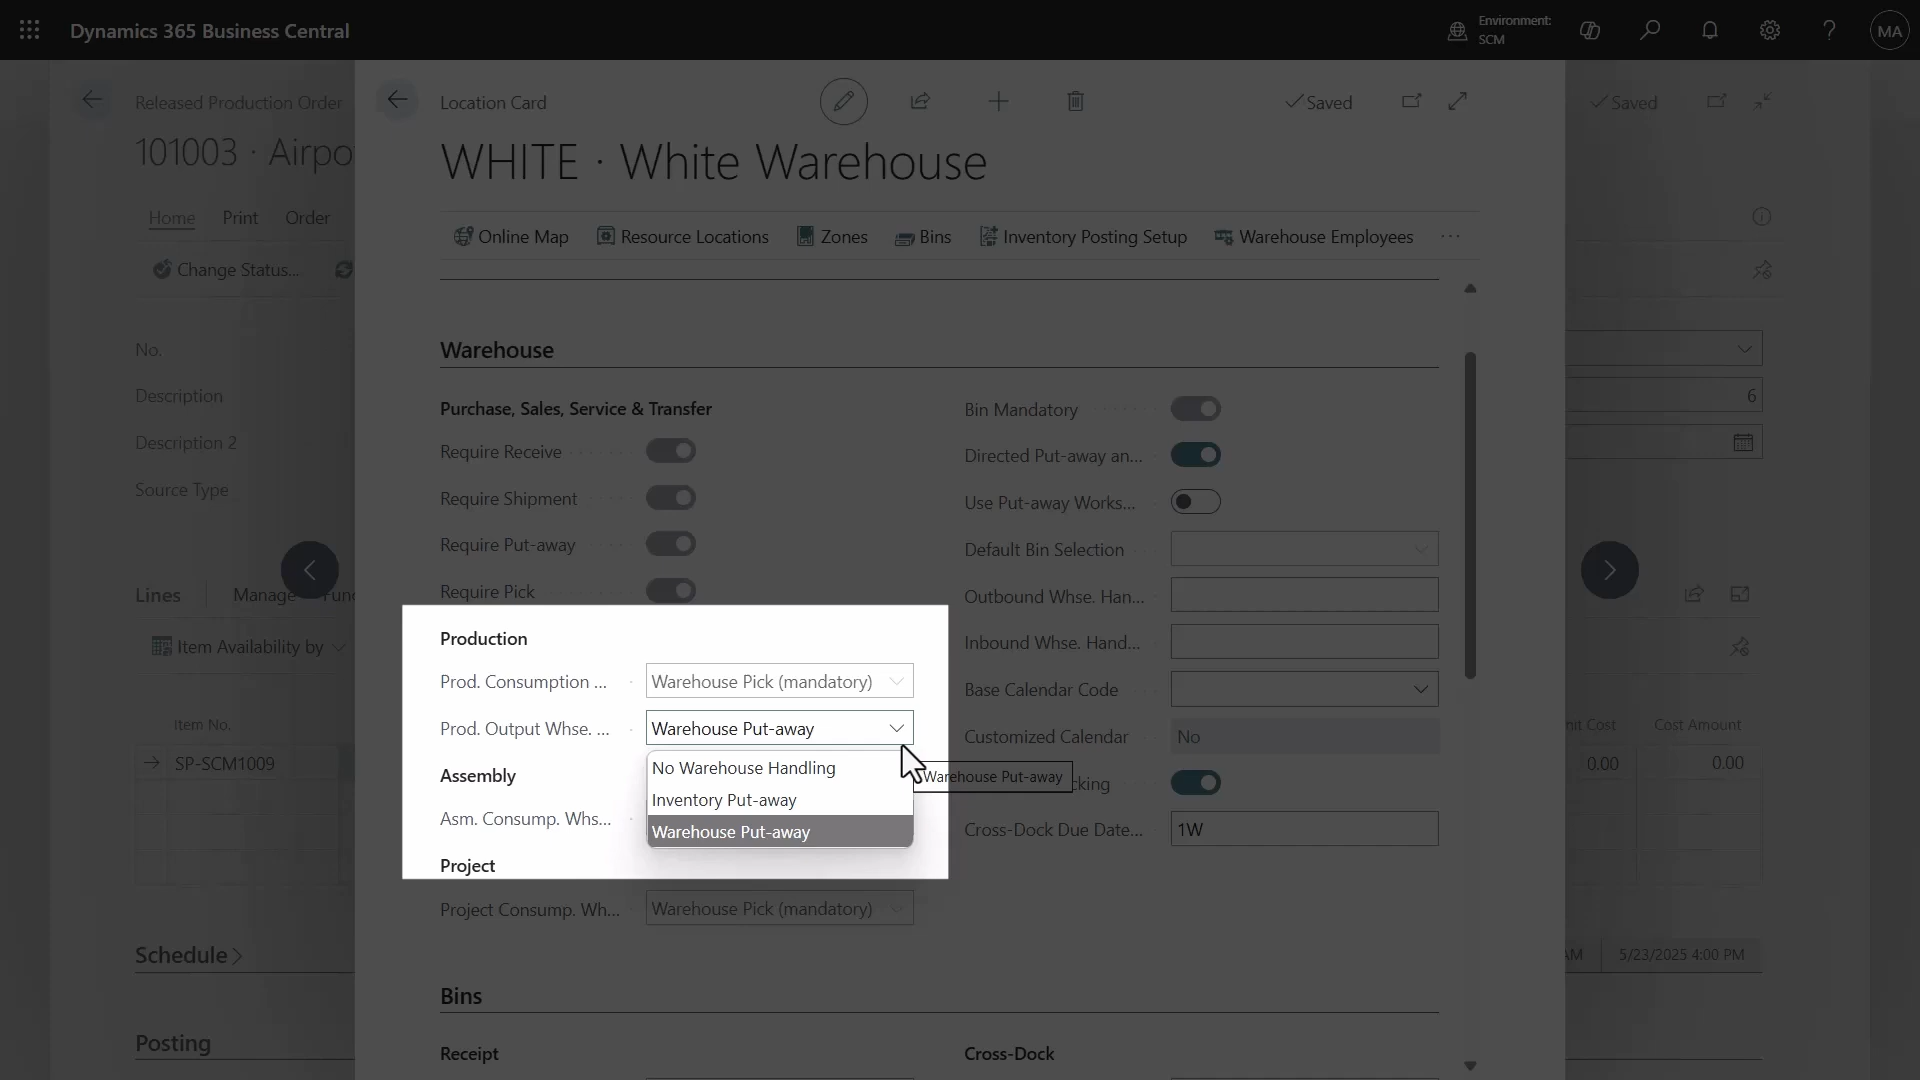 Dynamics 365 Business Central
Environment:
SCM
MA
Released Production Order
Location Card
Saved
Saved
101003 · Airpo
WHITE · White Warehouse
Home
Print
Order
Online Map
Resource Locations
Zones
Bins
Inventory Posting Setup
Warehouse Employees
Change Status...
Warehouse
No.
Description
6
Purchase, Sales, Service & Transfer
Bin Mandatory
Description 2
Require Receive
Directed Put-away an...
Source Type
Require Shipment
Use Put-away Works...
Require Put-away
Default Bin Selection
Lines
Manage
Func
Require Pick
Outbound Whse. Han...
Production
Item Availability by
Inbound Whse. Hand...
Prod. Consumption ...
Warehouse Pick (mandatory)
Base Calendar Code
Item No.
Prod. Output Whse. ...
Warehouse Put-away
Customized Calendar
No
nit Cost
Cost Amount
SP-SCM1009
No Warehouse Handling
0.00
0.00
Assembly
Inventory Put-away
Warehouse Put-away
cking
Asm. Consump. Whs...
Warehouse Put-away
Cross-Dock Due Date...
1W
Project
Project Consump. Wh...
Warehouse Pick (mandatory)
Schedule
AM
5/23/2025 4:00 PM
Bins
Posting
Receipt
Cross-Dock